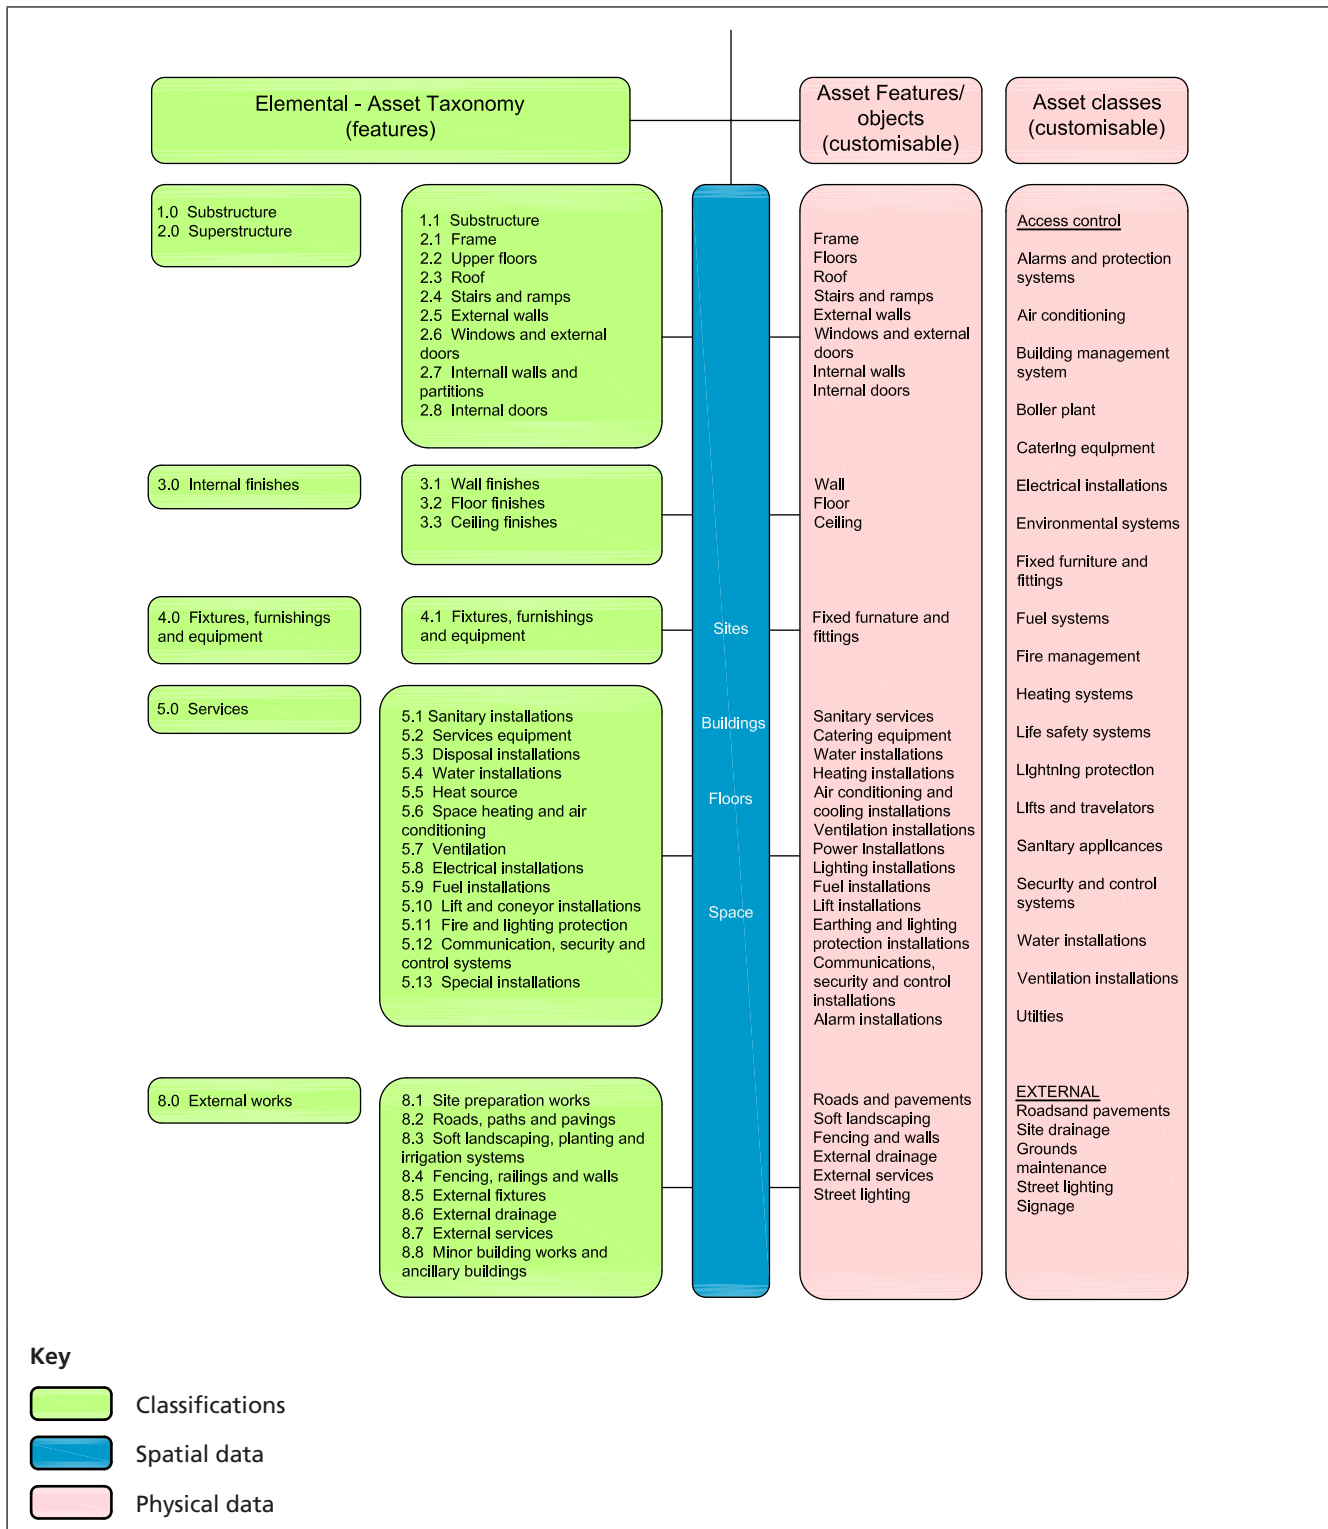 Elemental - Asset Taxonomy
(features)
Asset Features/
objects
(customisable)
Asset classes
(customisable)
1.0 Substructure
2.0 Superstructure
1.1 Substructure
2.1 Frame
2.2 Upper floors
2.3 Roof
2.4 Stairs and ramps
2.5 External walls
2.6 Windows and external
doors
2.7 Internall walls and
partitions
2.8 Internal doors
3.0 Internal finishes
3.1 Wall finishes
3.2 Floor finishes
3.3 Ceiling finishes
4.0 Fixtures, furnishings
and equipment
4.1 Fixtures, furnishings
and equipment
5.0 Services
5.1 Sanitary installations
5.2 Services equipment
5.3 Disposal installations
5.4 Water installations
5.5 Heat source
5.6 Space heating and air
conditioning
5.7 Ventilation
5.8 Electrical installations
5.9 Fuel installations
5.10 Lift and coneyor installations
5.11 Fire and lighting protection
5.12 Communication, security and
control systems
5.13 Special installations
8.0 External works
8.1 Site preparation works
8.2 Roads, paths and pavings
8.3 Soft landscaping, planting and
irrigation systems
8.4 Fencing, railings and walls
8.5 External fixtures
8.6 External drainage
8.7 External services
8.8 Minor building works and
ancillary buildings
Sites
Buildings
Floors
Space
Frame
Floors
Roof
Stairs and ramps
External walls
Windows and external
doors
Internal walls
Internal doors
Wall
Floor
Ceiling
Fixed furnature and
fittings
Sanitary services
Catering equipment
Water installations
Heating installations
Air conditioning and
cooling installations
Ventilation installations
Power Installations
Lighting installations
Fuel installations
Lift installations
Earthing and lighting
protection installations
Communications,
security and control
installations
Alarm installations
Roads and pavements
Soft landscaping
Fencing and walls
External drainage
External services
Street lighting
Access control
Alarms and protection
systems
Air conditioning
Building management
system
Boiler plant
Catering equipment
Electrical installations
Environmental systems
Fixed furniture and
fittings
Fuel systems
Fire management
Heating systems
Life safety systems
Lightning protection
Lifts and travelators
Sanitary applicances
Security and control
systems
Water installations
Ventilation installations
Utilties
EXTERNAL
Roadsand pavements
Site drainage
Grounds
maintenance
Street lighting
Signage
Key
Classifications
Spatial data
Physical data